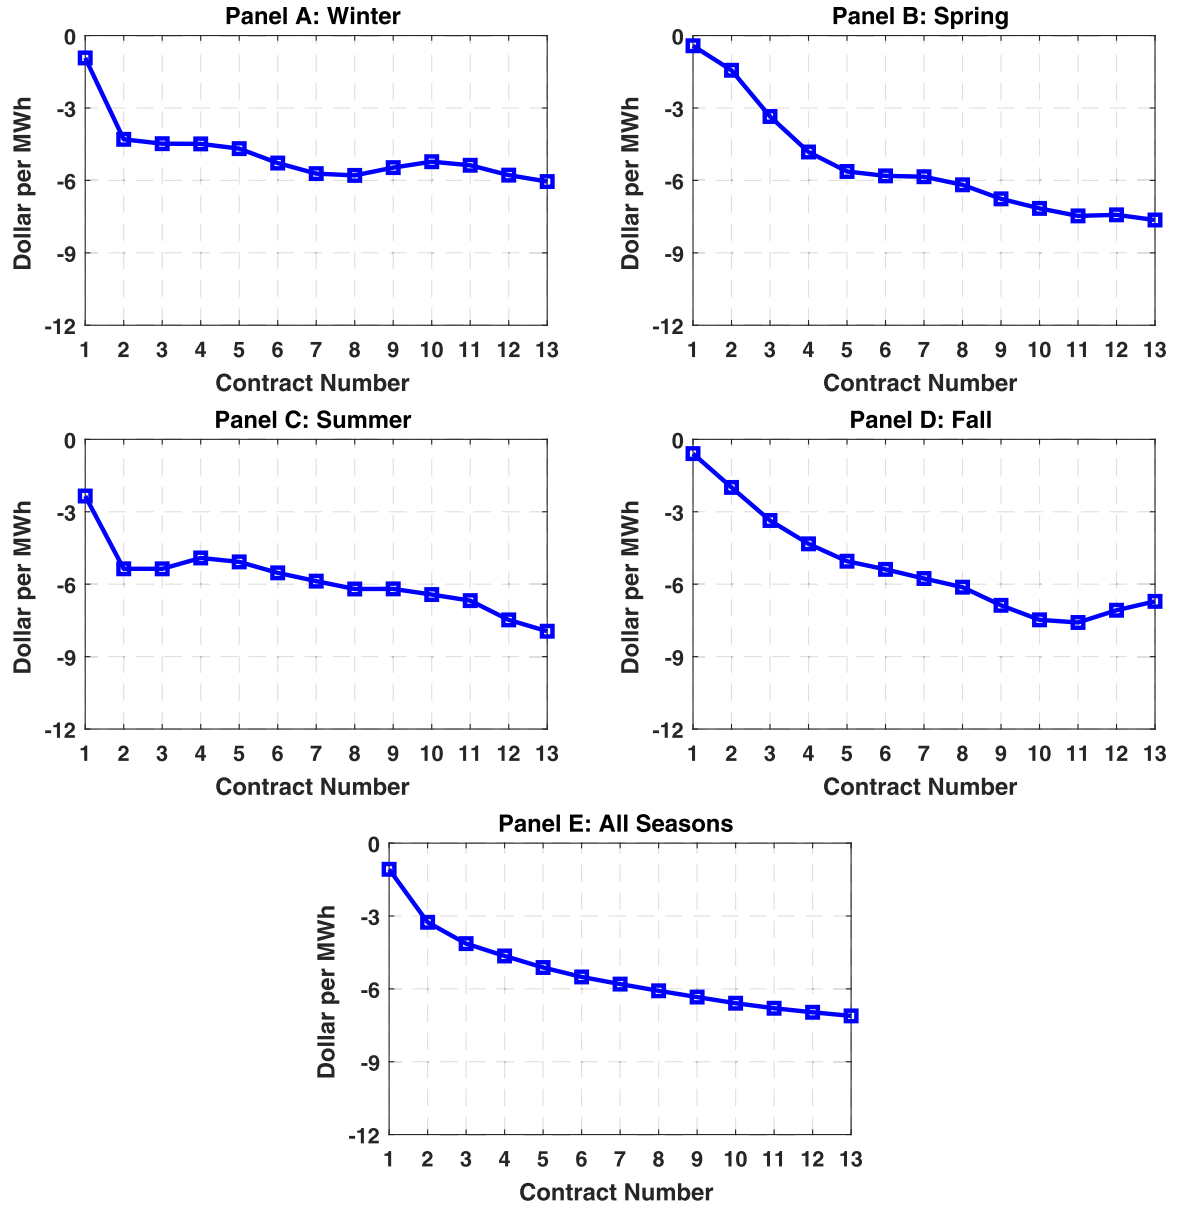 Panel A: Winter
Dollar per MWh
0
-3
-6
-9
-12
1 2 3 4 5 6 7 8 9 10 11 12 13
Contract Number
Panel B: Spring
Dollar per MWh
0
-3
-6
-9
-12
1 2 3 4 5 6 7 8 9 10 11 12 13
Contract Number
Panel C: Summer
Dollar per MWh
0
-3
-6
-9
-12
1 2 3 4 5 6 7 8 9 10 11 12 13
Contract Number
Panel D: Fall
Dollar per MWh
0
-3
-6
-9
-12
1 2 3 4 5 6 7 8 9 10 11 12 13
Contract Number
Panel E: All Seasons
Dollar per MWh
0
-3
-6
-9
-12
1 2 3 4 5 6 7 8 9 10 11 12 13
Contract Number